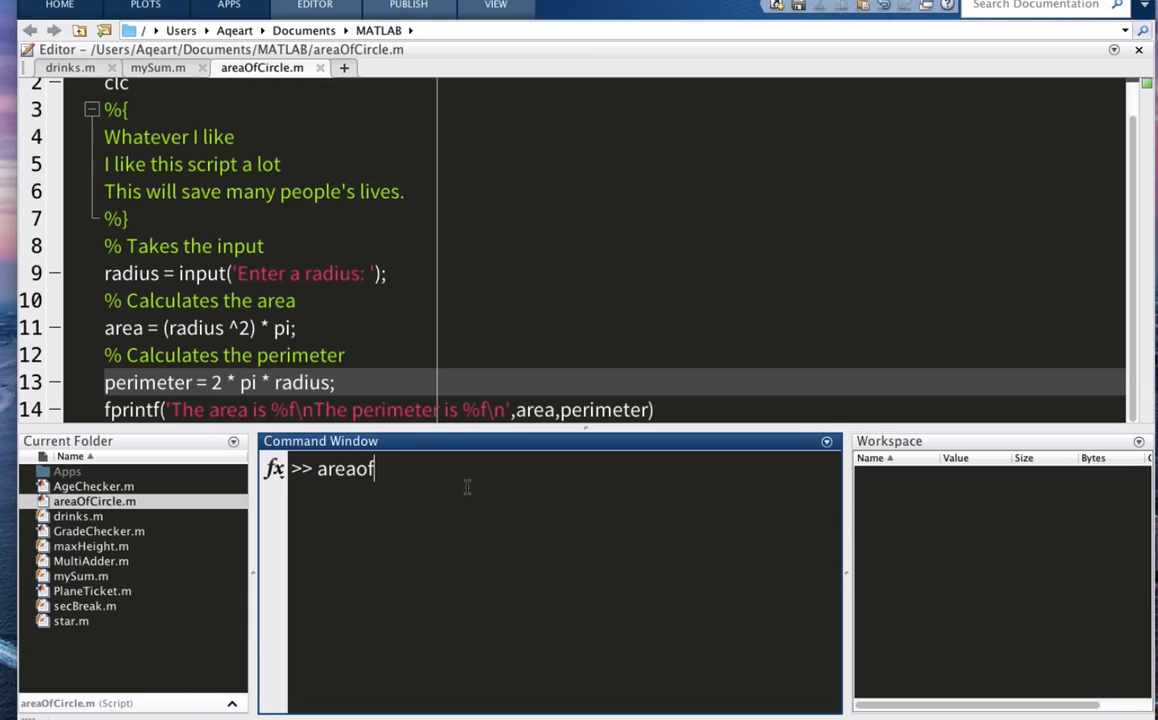 HOME PLOTS APPS EDITOR PUBLISH VIEW Search Documentation
/ Users Aqeart Documents MATLAB
Editor - /Users/Aqeart/Documents/MATLAB/areaOfCircle.m
drinks.m mySum.m areaOfCircle.m
2 clc
3 %{
4 Whatever I like
5 I like this script a lot
6 This will save many people's lives.
7 %}
8 % Takes the input
9 radius = input('Enter a radius: ');
10 % Calculates the area
11 area = (radius ^2) * pi;
12 % Calculates the perimeter
13 perimeter = 2 * pi * radius;
14 fprintf('The area is %f\nThe perimeter is %f\n',area,perimeter)
Current Folder
Name
Apps
AgeChecker.m
areaOfCircle.m
drinks.m
GradeChecker.m
maxHeight.m
MultiAdder.m
mySum.m
PlaneTicket.m
secBreak.m
star.m
areaOfCircle.m (Script)
Command Window
fx >> areaof
Workspace
Name Value Size Bytes